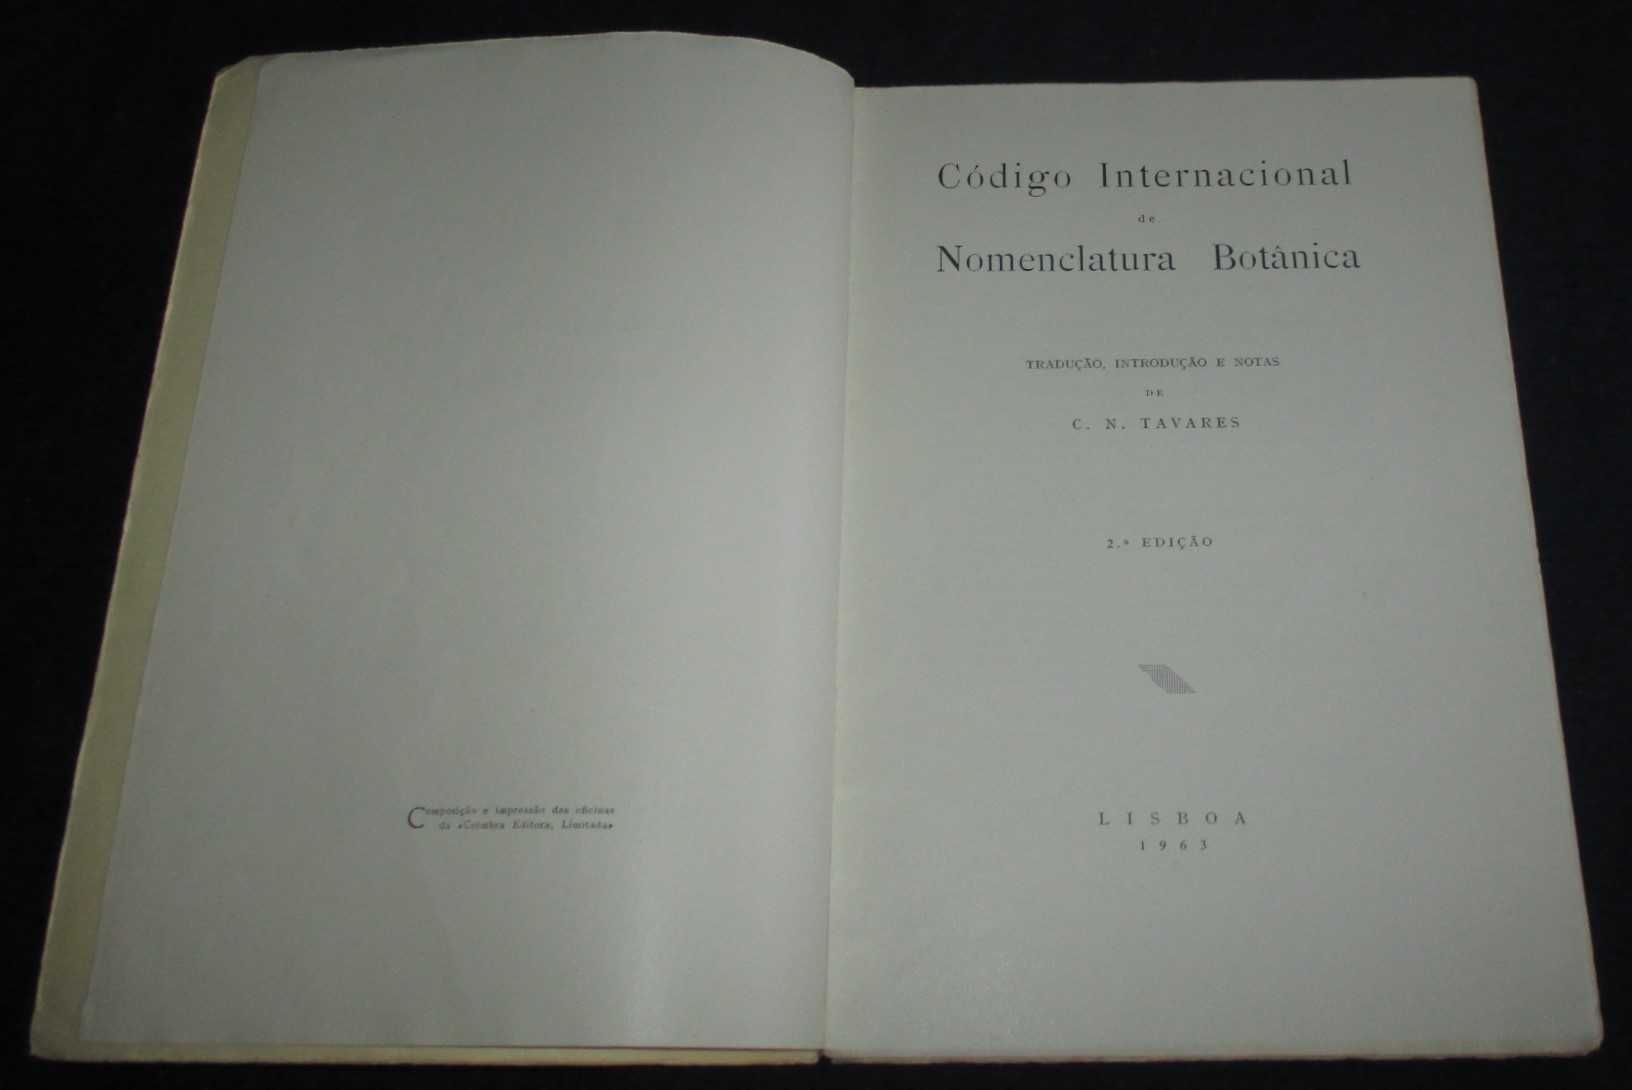 Composição e impressão das oficinas
da «Coimbra Editora, Limitada»
Código Internacional
de
Nomenclatura Botânica
TRADUÇÃO, INTRODUÇÃO E NOTAS
DE
C. N. TAVARES
2.ª EDIÇÃO
LISBOA
1963